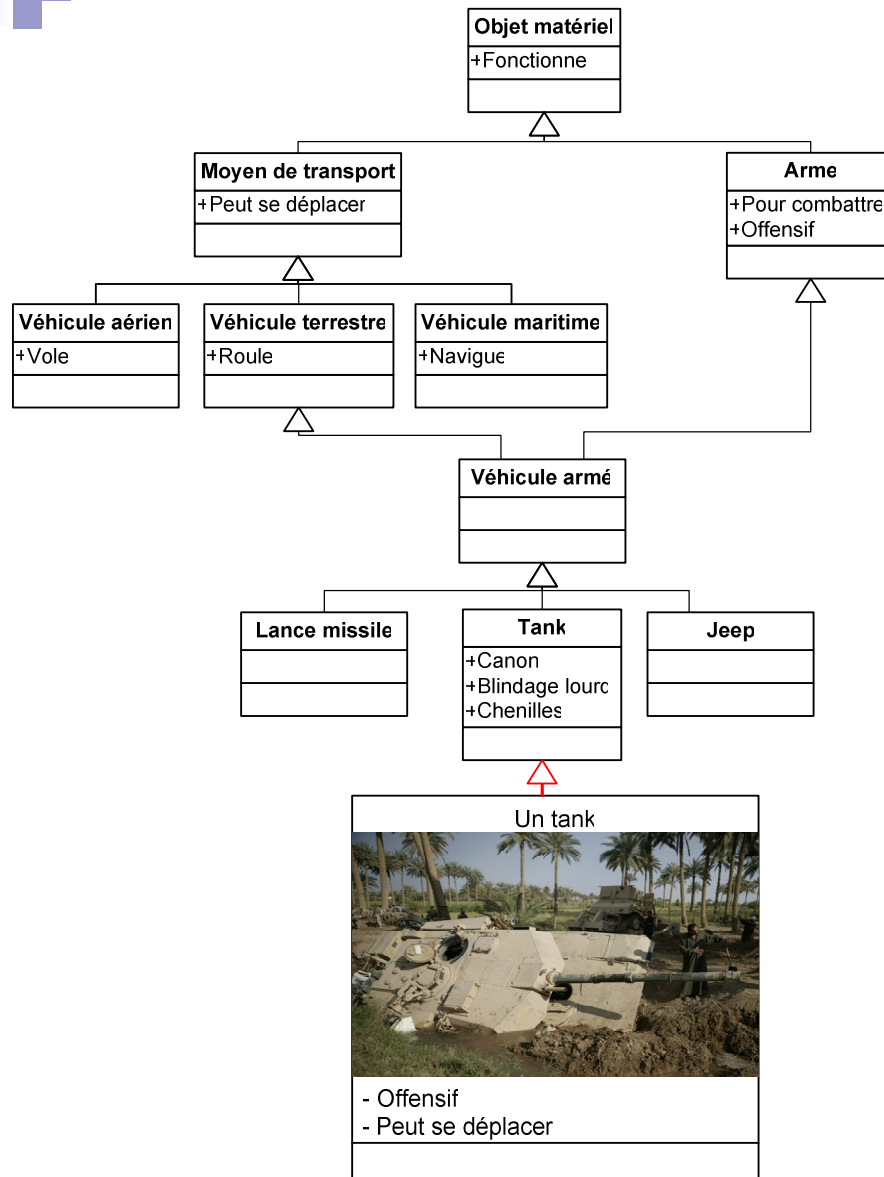 Objet matériel
+Fonctionne
Moyen de transport
+Peut se déplacer
Arme
+Pour combattre
+Offensif
Véhicule aérien
+Vole
Véhicule terrestre
+Roule
Véhicule maritime
+Navigue
Véhicule armé
Lance missile
Tank
+Canon
+Blindage lourd
+Chenilles
Jeep
Un tank
- Offensif
- Peut se déplacer